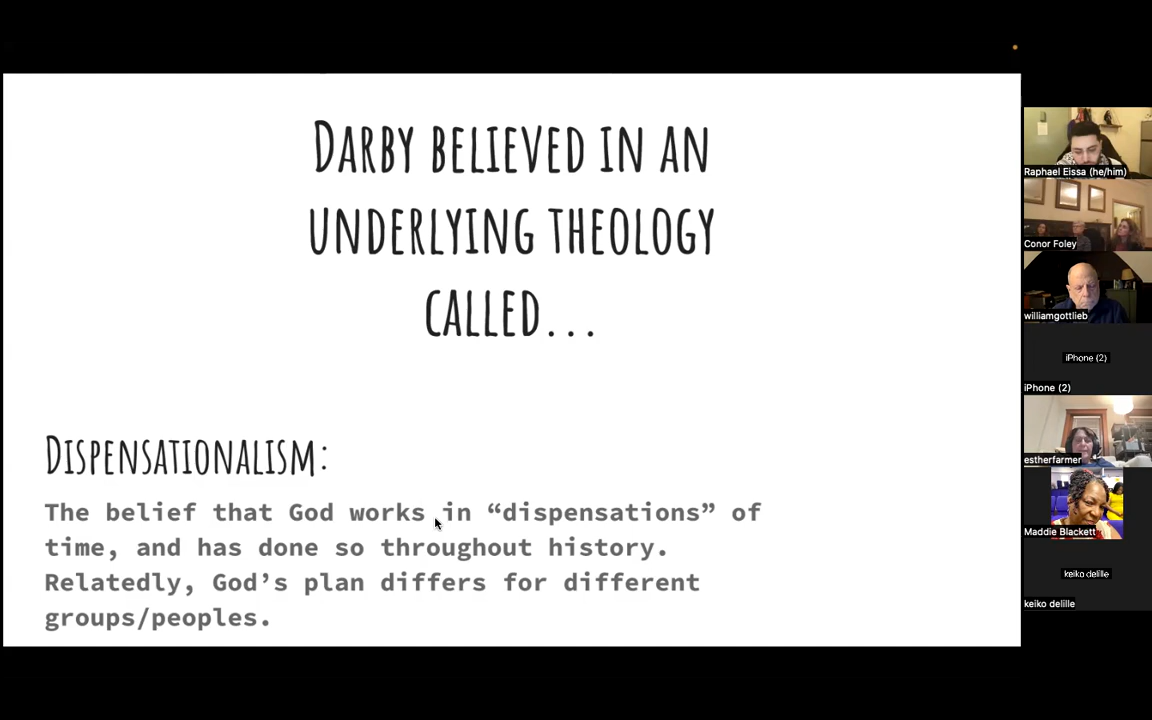 DARBY BELIEVED IN AN
UNDERLYING THEOLOGY
CALLED...
DISPENSATIONALISM:
The belief that God works in “dispensations” of
time, and has done so throughout history.
Relatedly, God’s plan differs for different
groups/peoples.
Raphael Eissa (he/him)
Conor Foley
williamgottlieb
iPhone (2)
iPhone (2)
estherfarmer
Maddie Blackett
keiko delille
keiko delille